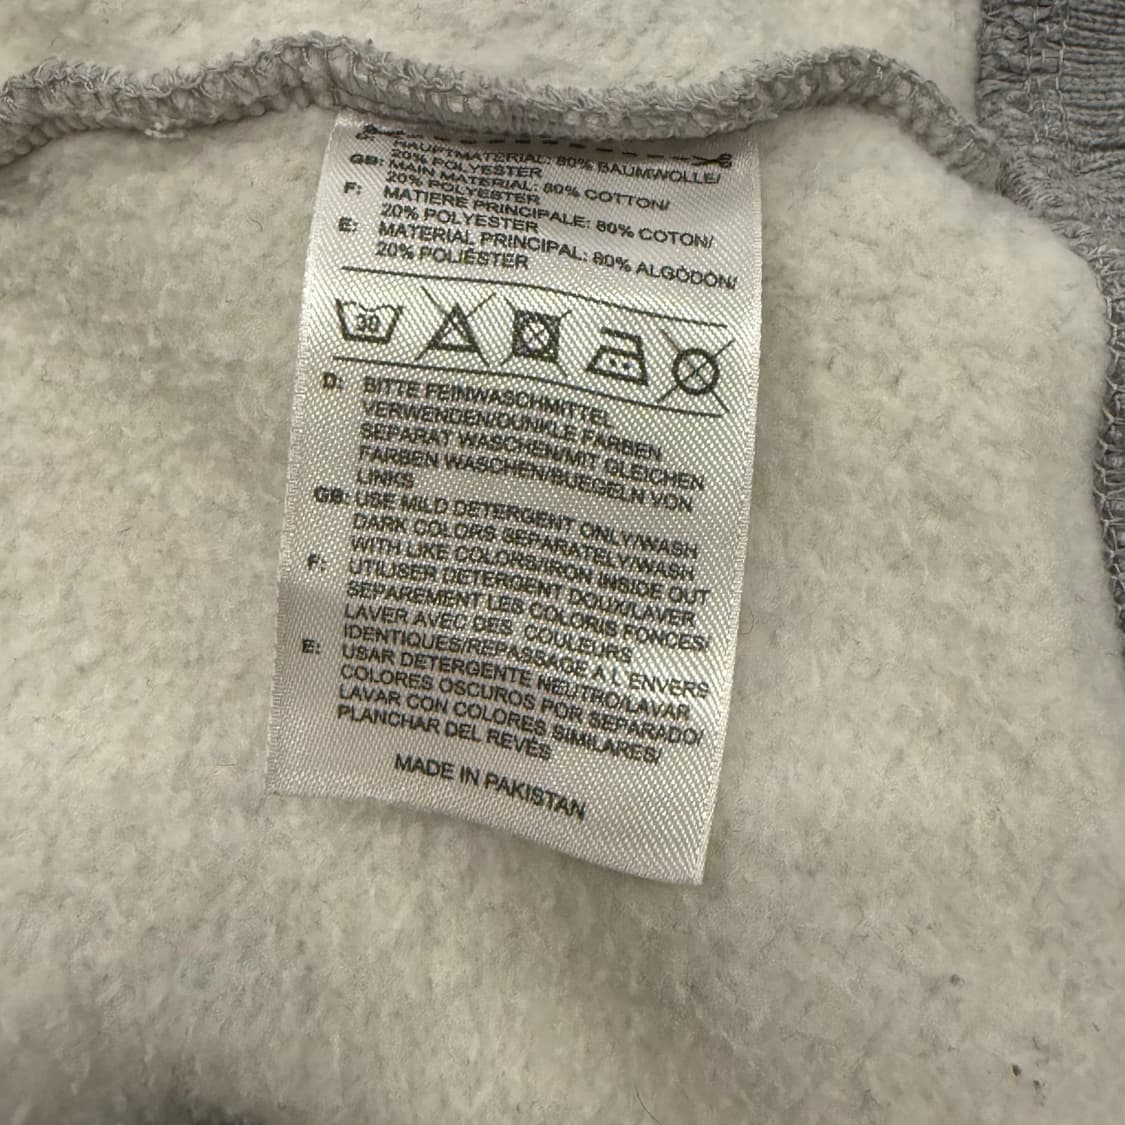 D: HAUPTMATERIAL: 80% BAUMWOLLE/
20% POLYESTER
GB: MAIN MATERIAL: 80% COTTON/
20% POLYESTER
F: MATIERE PRINCIPALE: 80% COTON/
20% POLYESTER
E: MATERIAL PRINCIPAL: 80% ALGODÓN/
20% POLIÉSTER
30
D: BITTE FEINWASCHMITTEL
VERWENDEN/DUNKLE FARBEN
SEPARAT WASCHEN/MIT GLEICHEN
FARBEN WASCHEN/BUEGELN VON
LINKS
GB: USE MILD DETERGENT ONLY/WASH
DARK COLORS SEPARATELY/WASH
WITH LIKE COLORS/IRON INSIDE OUT
F: UTILISER DETERGENT DOUX/LAVER
SEPAREMENT LES COLORIS FONCES/
LAVER AVEC DES COULEURS
IDENTIQUES/REPASSAGE A L ENVERS
E: USAR DETERGENTE NEUTRO/LAVAR
COLORES OSCUROS POR SEPARADO/
LAVAR CON COLORES SIMILARES/
PLANCHAR DEL REVÉS
MADE IN PAKISTAN